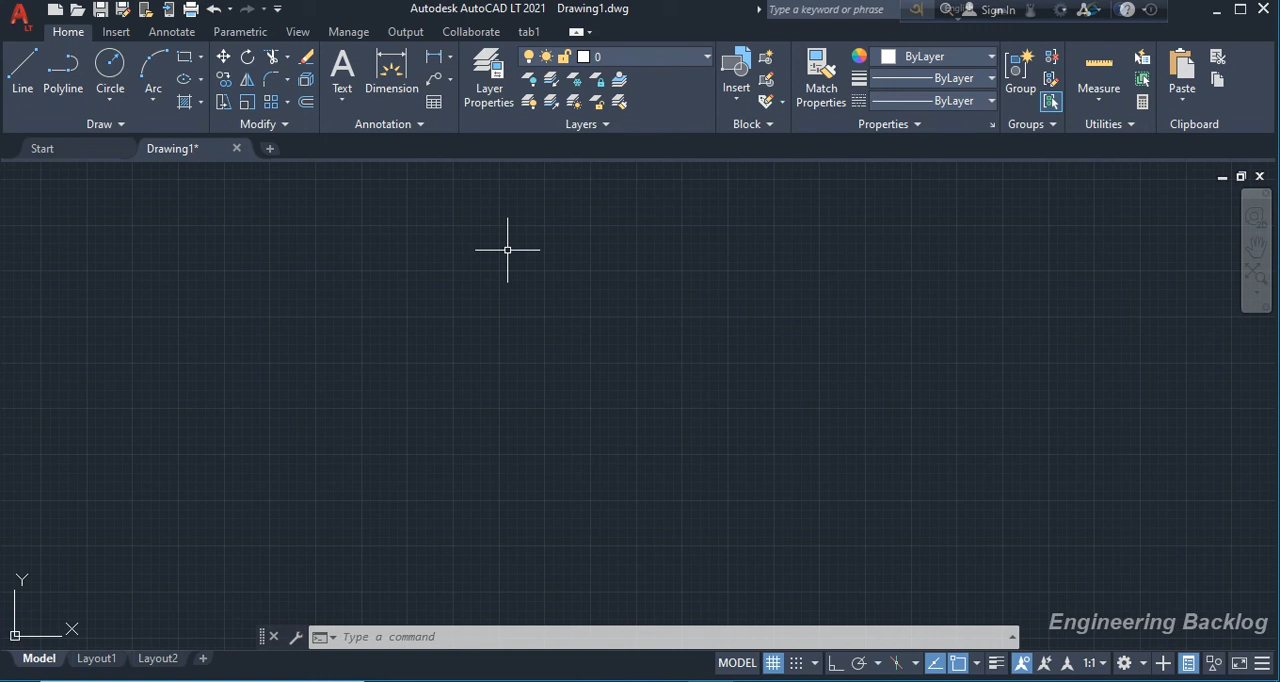 Autodesk AutoCAD LT 2021 Drawing1.dwg
Type a keyword or phrase
Sign In
LT
Home Insert Annotate Parametric View Manage Output Collaborate tab1
Line Polyline Circle Arc
Text Dimension
Layer Properties
0
Insert
Match Properties
ByLayer
ByLayer
ByLayer
Group
Measure
Paste
Draw Modify Annotation Layers Block Properties Groups Utilities Clipboard
Start Drawing1*
Y
X
Type a command
Engineering Backlog
Model Layout1 Layout2
MODEL 1:1